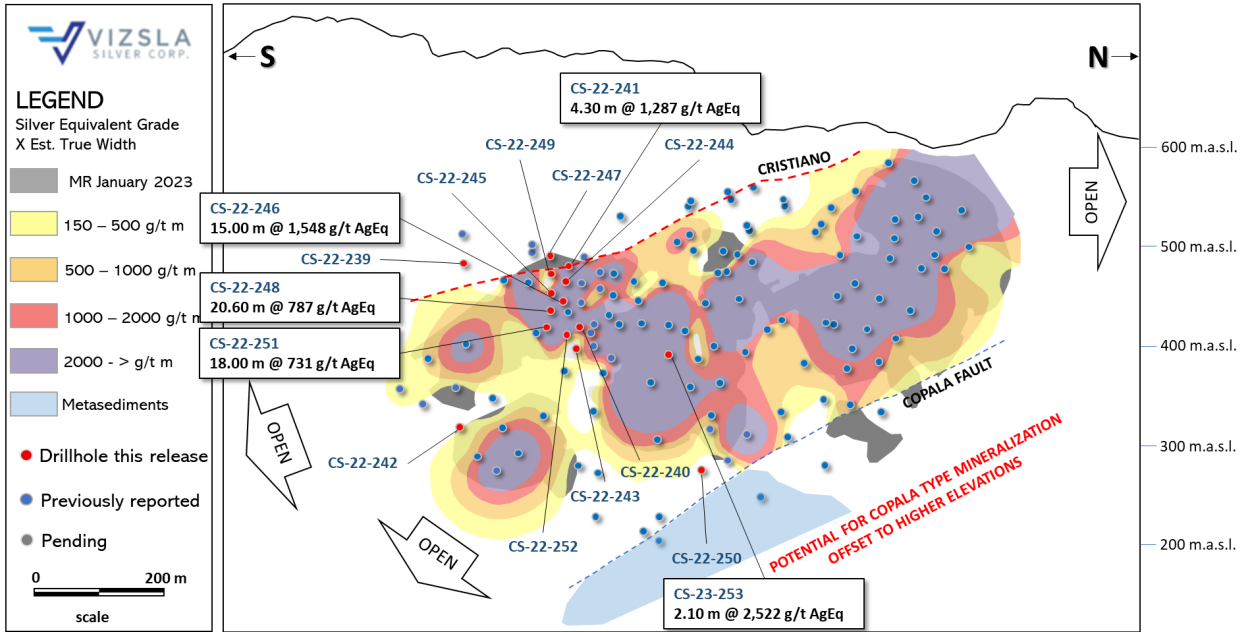 VIZSLA
SILVER CORP.
LEGEND
Silver Equivalent Grade
X Est. True Width
MR January 2023
150 – 500 g/t m
500 – 1000 g/t m
1000 – 2000 g/t m
2000 - > g/t m
Metasediments
Drillhole this release
Previously reported
Pending
0 200 m
scale
S
N
CS-22-241
4.30 m @ 1,287 g/t AgEq
CS-22-249
CS-22-244
CS-22-247
CS-22-245
CRISTIANO
CS-22-246
15.00 m @ 1,548 g/t AgEq
CS-22-239
CS-22-248
20.60 m @ 787 g/t AgEq
CS-22-251
18.00 m @ 731 g/t AgEq
OPEN
600 m.a.s.l.
500 m.a.s.l.
400 m.a.s.l.
300 m.a.s.l.
200 m.a.s.l.
COPALA FAULT
OPEN
CS-22-242
CS-22-240
CS-22-243
OPEN
CS-22-252
CS-22-250
POTENTIAL FOR COPALA TYPE MINERALIZATION
OFFSET TO HIGHER ELEVATIONS
CS-23-253
2.10 m @ 2,522 g/t AgEq